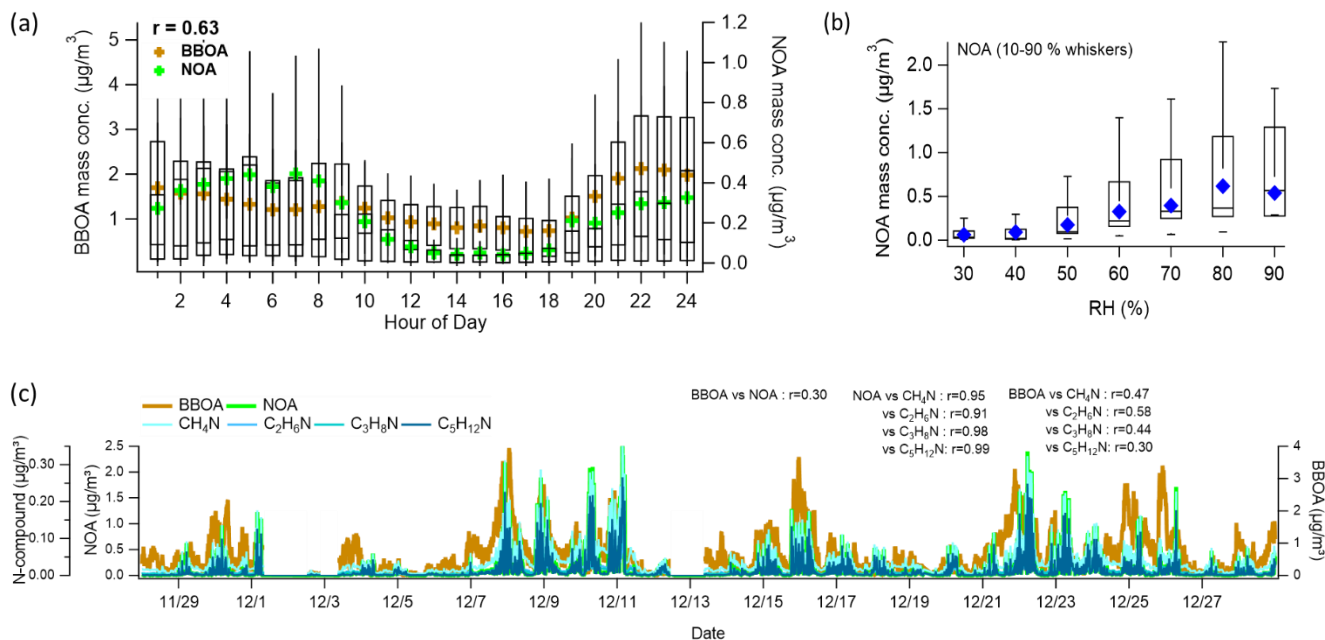 (a)
r = 0.63
BBOA
NOA
5
4
3
2
1
BBOA mass conc. (µg/m³)
1.2
1.0
0.8
0.6
0.4
0.2
0.0
NOA mass conc. (µg/m³)
2 4 6 8 10 12 14 16 18 20 22 24
Hour of Day
(b)
NOA (10-90 % whiskers)
2.0
1.5
1.0
0.5
0.0
NOA mass conc. (µg/m³)
30 40 50 60 70 80 90
RH (%)
(c)
BBOA NOA
CH₄N C₂H₆N C₃H₈N C₅H₁₂N
BBOA vs NOA : r=0.30
NOA vs CH₄N : r=0.95
vs C₂H₆N : r=0.91
vs C₃H₈N : r=0.98
vs C₅H₁₂N: r=0.99
BBOA vs CH₄N : r=0.47
vs C₂H₆N : r=0.58
vs C₃H₈N : r=0.44
vs C₅H₁₂N : r=0.30
N-compound (µg/m³)
0.30
0.20
0.10
0.00
NOA (µg/m³)
2.5
2.0
1.5
1.0
0.5
0.0
4
3
2
1
0
BBOA (µg/m³)
11/29 12/1 12/3 12/5 12/7 12/9 12/11 12/13 12/15 12/17 12/19 12/21 12/23 12/25 12/27
Date